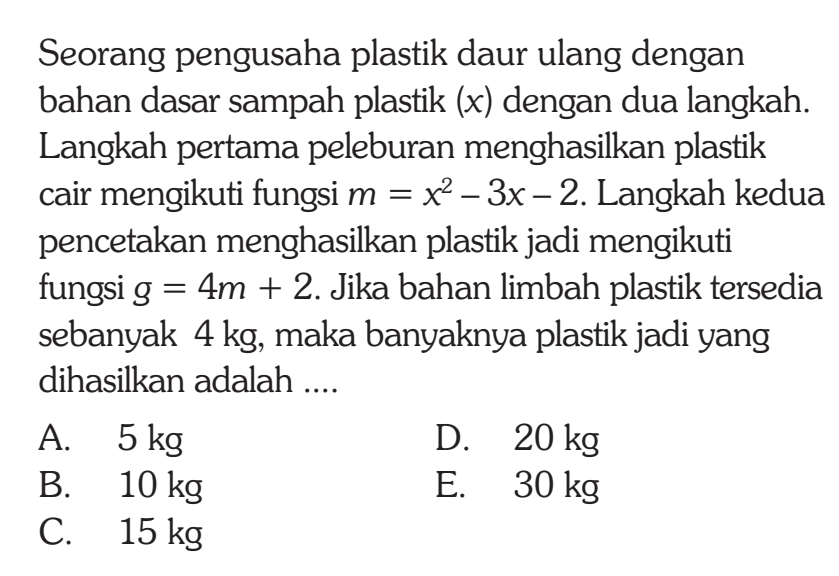 Seorang pengusaha plastik daur ulang dengan
bahan dasar sampah plastik (x) dengan dua langkah.
Langkah pertama peleburan menghasilkan plastik
cair mengikuti fungsi m = x² – 3x – 2. Langkah kedua
pencetakan menghasilkan plastik jadi mengikuti
fungsi g = 4m + 2. Jika bahan limbah plastik tersedia
sebanyak 4 kg, maka banyaknya plastik jadi yang
dihasilkan adalah ....
A. 5 kg
B. 10 kg
C. 15 kg
D. 20 kg
E. 30 kg